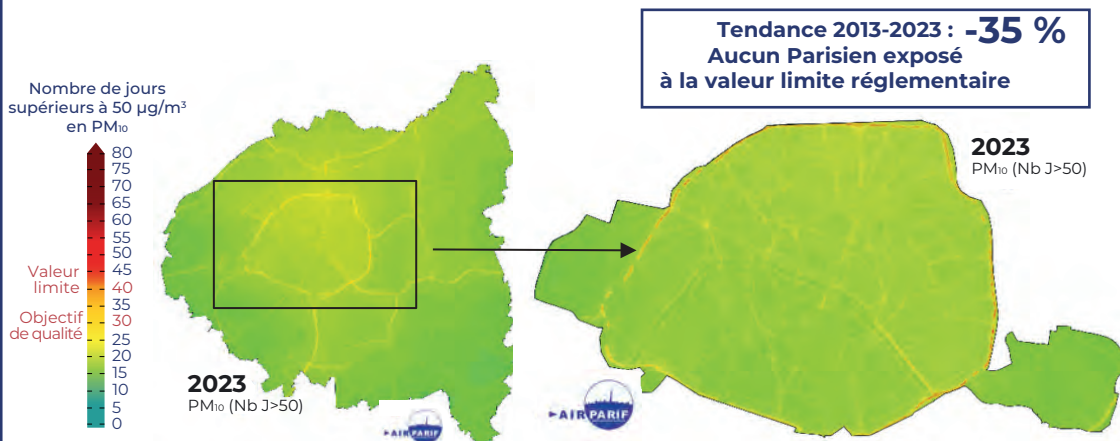 Tendance 2013-2023 : -35 %
Aucun Parisien exposé
à la valeur limite réglementaire
Nombre de jours
supérieurs à 50 µg/m³
en PM₁₀
80
75
70
65
60
55
50
45
40
35
30
25
20
15
10
5
0
Valeur
limite
Objectif
de qualité
2023
PM₁₀ (Nb J>50)
AIRPARIF
2023
PM₁₀ (Nb J>50)
AIRPARIF